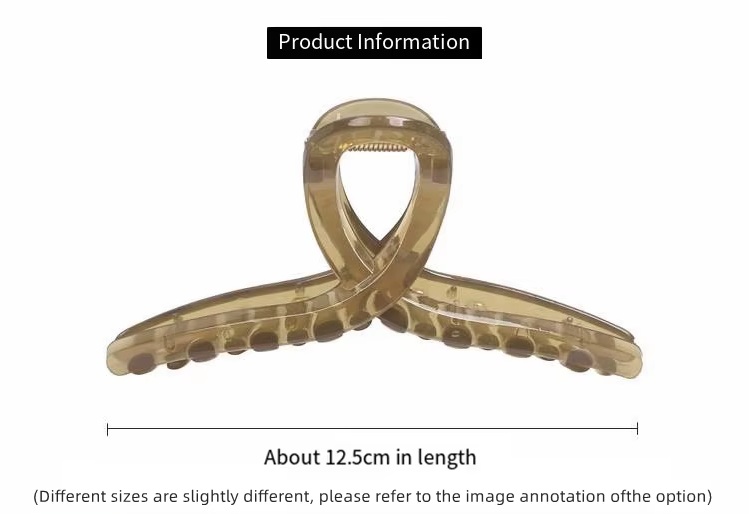 Product Information
About 12.5cm in length
(Different sizes are slightly different, please refer to the image annotation ofthe option)